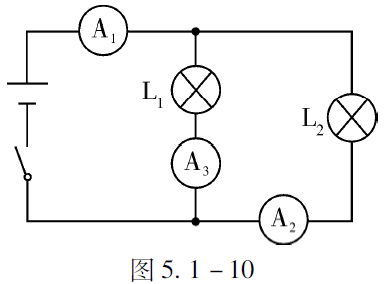 A₁
L₁
L₂
A₃
A₂
图 5. 1 - 10